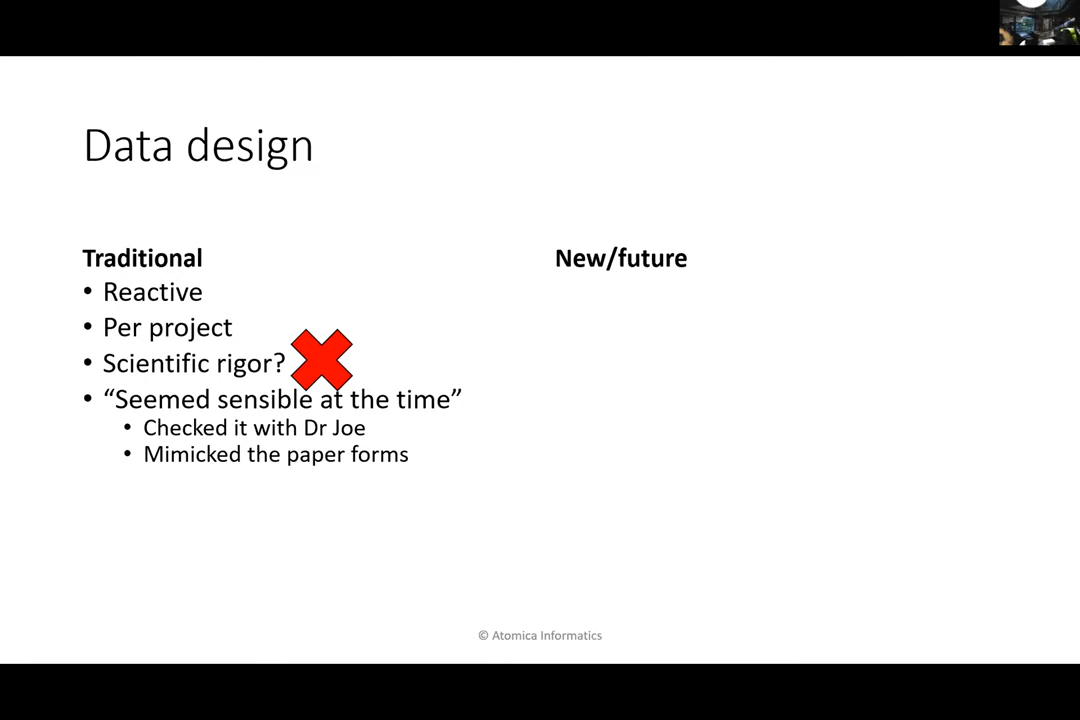 Data design
Traditional
• Reactive
• Per project
• Scientific rigor?
• “Seemed sensible at the time”
• Checked it with Dr Joe
• Mimicked the paper forms
New/future
© Atomica Informatics